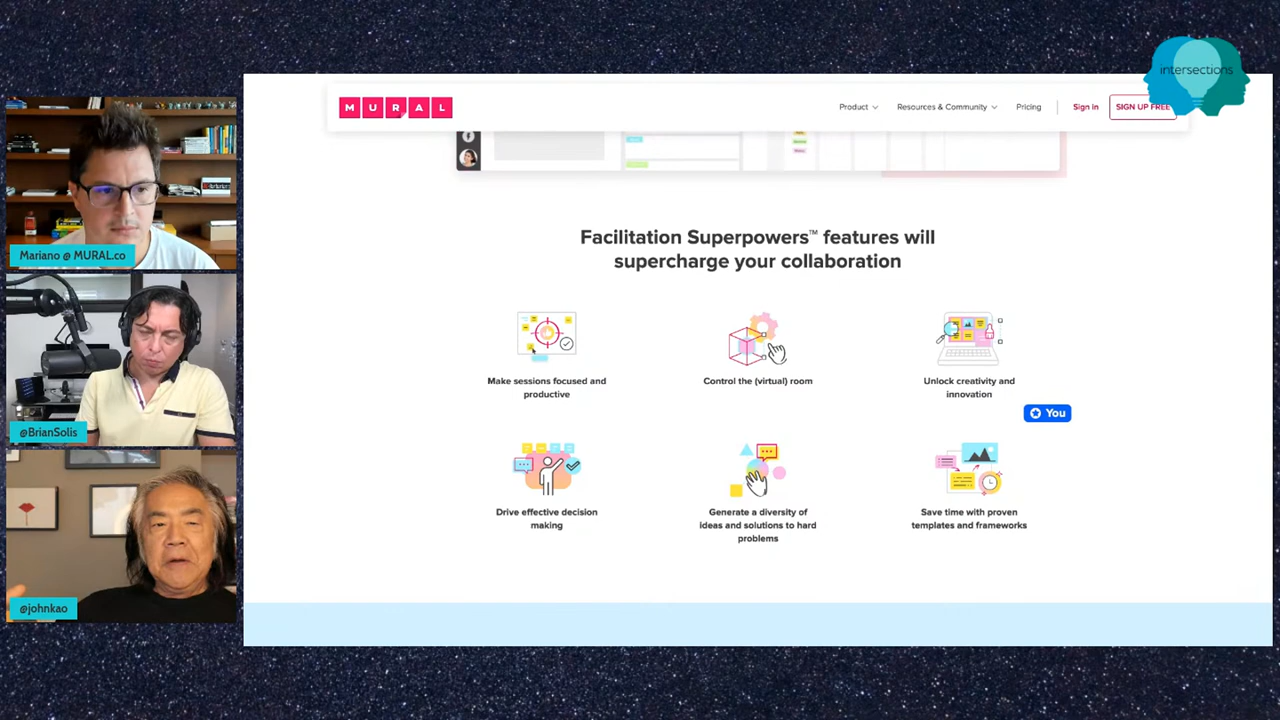 intersections
MURAL
Product
Resources & Community
Pricing
Sign in
SIGN UP FREE
Facilitation Superpowers™ features will
supercharge your collaboration
Make sessions focused and
productive
Control the (virtual) room
Unlock creativity and
innovation
You
Drive effective decision
making
Generate a diversity of
ideas and solutions to hard
problems
Save time with proven
templates and frameworks
Mariano @ MURAL.co
@BrianSolis
@johnkao